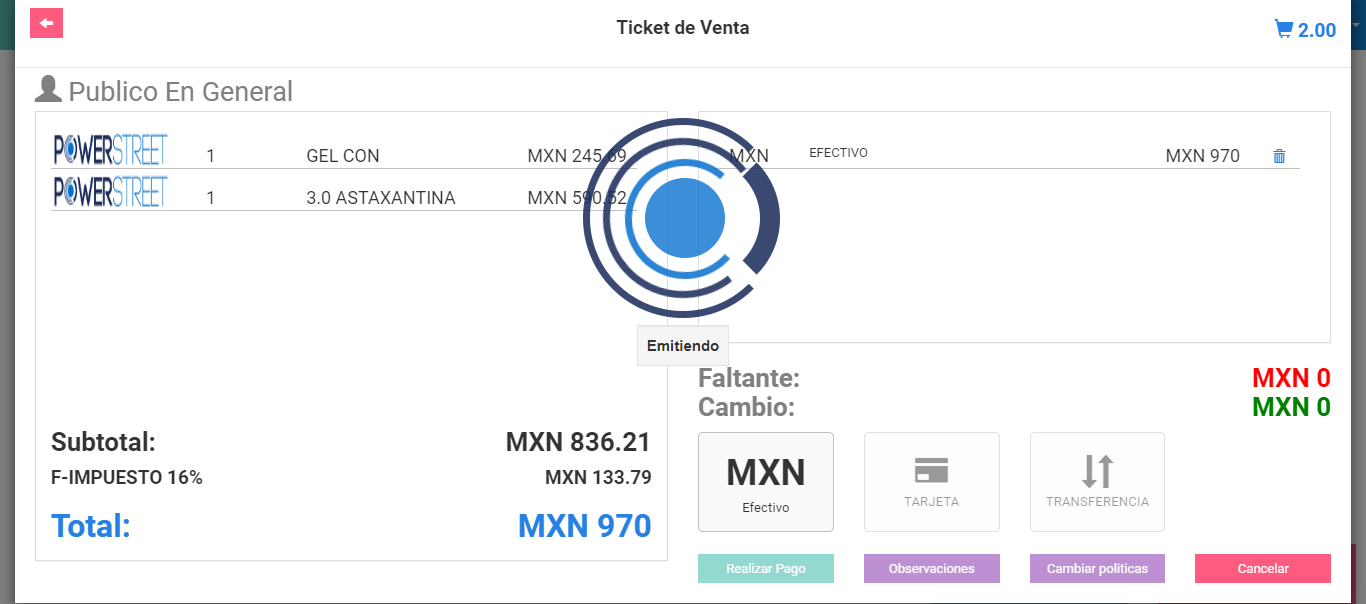 Ticket de Venta
2.00
Publico En General
POWERSTREET 1 GEL CON MXN 245.69
POWERSTREET 1 3.0 ASTAXANTINA MXN 590.52
MXN EFECTIVO MXN 970
Emitiendo
Subtotal: MXN 836.21
F-IMPUESTO 16% MXN 133.79
Total: MXN 970
Faltante: MXN 0
Cambio: MXN 0
MXN
Efectivo
TARJETA
TRANSFERENCIA
Realizar Pago
Observaciones
Cambiar politicas
Cancelar